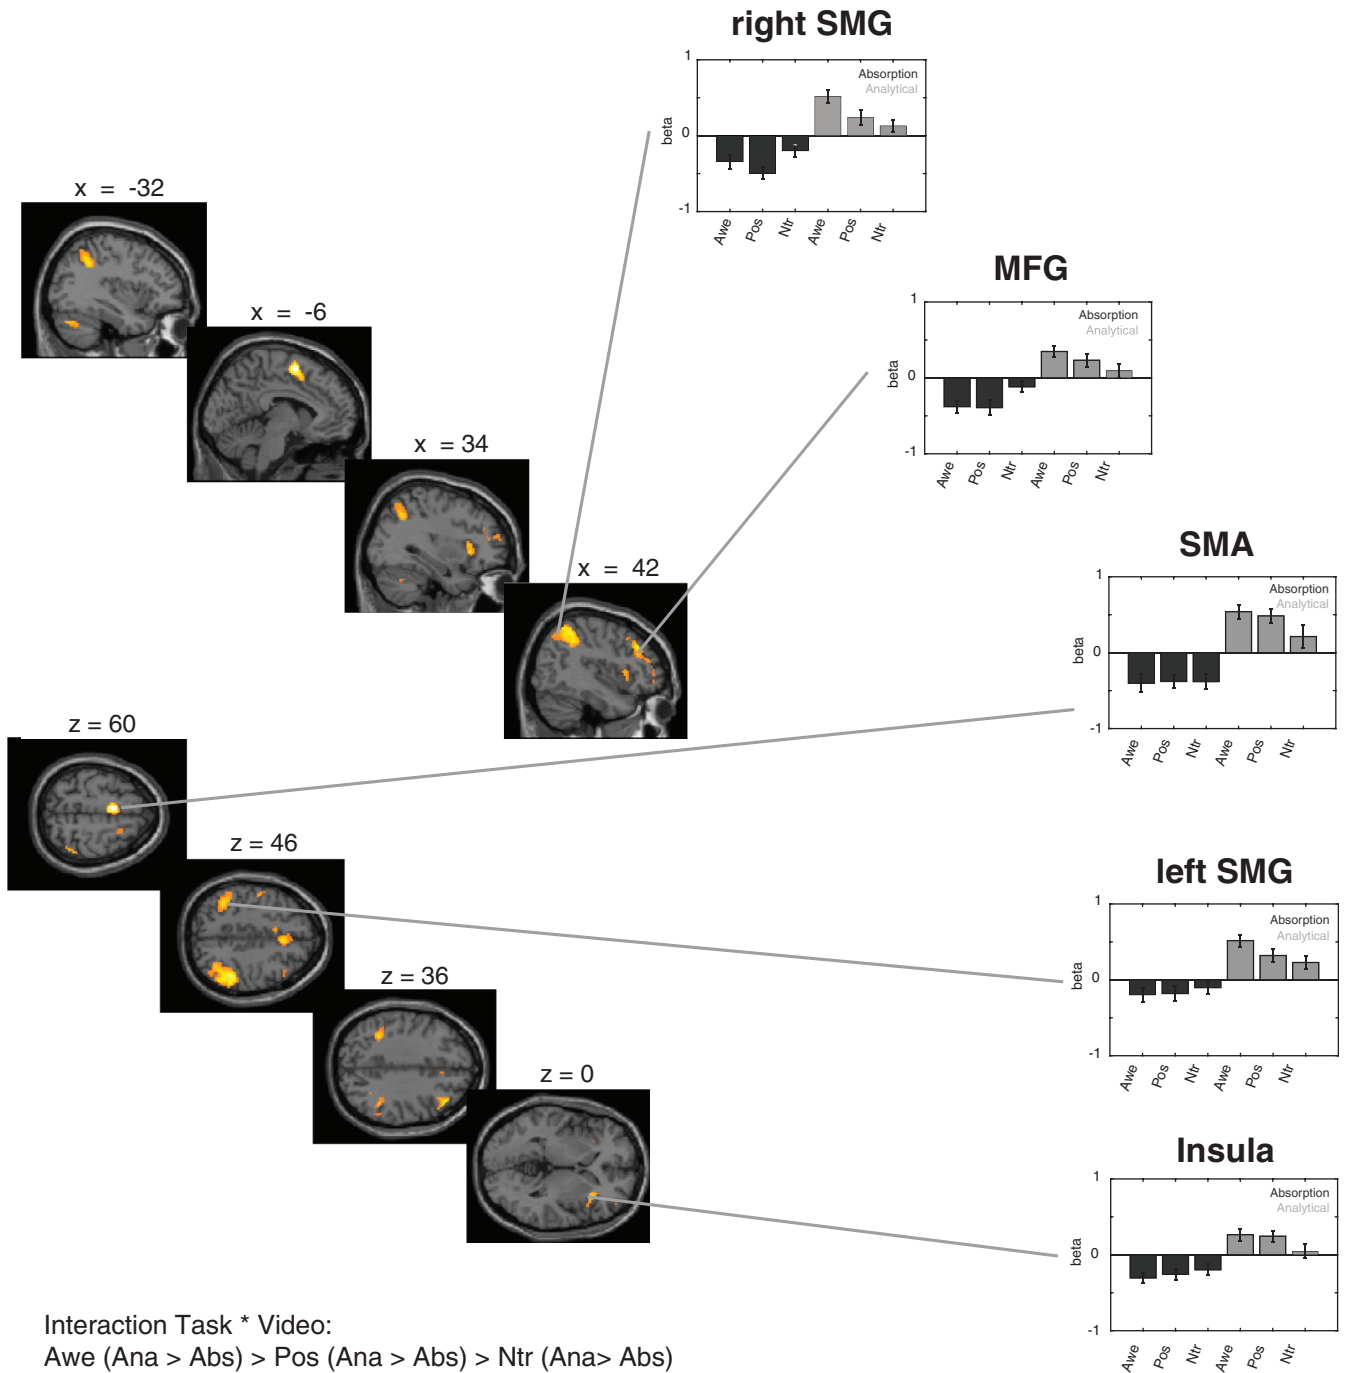 right SMG
1
Absorption
Analytical
beta
0
-1
Awe Pos Ntr Awe Pos Ntr
x = -32
MFG
1
Absorption
Analytical
beta
0
-1
Awe Pos Ntr Awe Pos Ntr
x = -6
x = 34
SMA
1
Absorption
Analytical
beta
0
-1
Awe Pos Ntr Awe Pos Ntr
x = 42
z = 60
z = 46
left SMG
1
Absorption
Analytical
beta
0
-1
Awe Pos Ntr Awe Pos Ntr
z = 36
z = 0
Insula
1
Absorption
Analytical
beta
0
-1
Awe Pos Ntr Awe Pos Ntr
Interaction Task * Video:
Awe (Ana > Abs) > Pos (Ana > Abs) > Ntr (Ana> Abs)